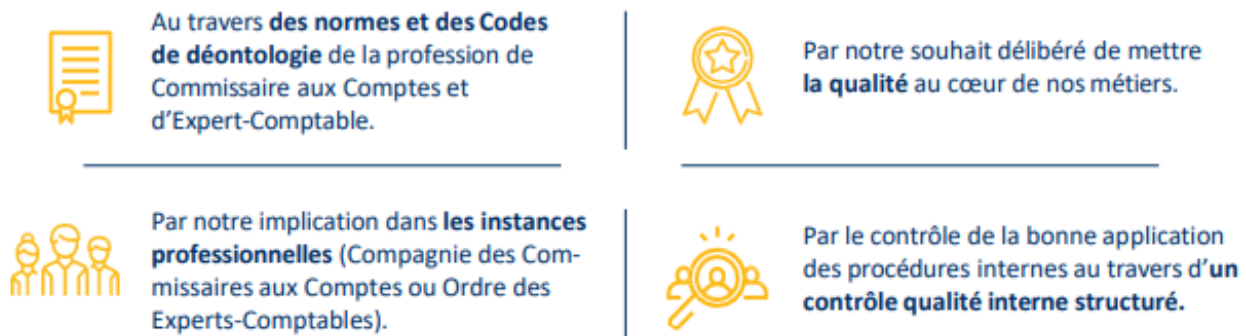 Au travers des normes et des Codes
de déontologie de la profession de
Commissaire aux Comptes et
d'Expert-Comptable.
Par notre souhait délibéré de mettre
la qualité au cœur de nos métiers.
Par notre implication dans les instances
professionnelles (Compagnie des Com-
missaires aux Comptes ou Ordre des
Experts-Comptables).
Par le contrôle de la bonne application
des procédures internes au travers d'un
contrôle qualité interne structuré.